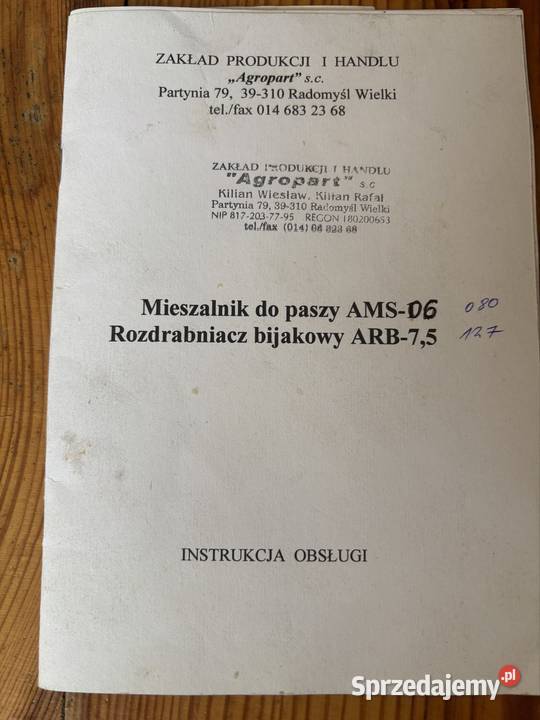 ZAKŁAD PRODUKCJI I HANDLU
„Agropart” s.c.
Partynia 79, 39-310 Radomyśl Wielki
tel./fax 014 683 23 68
ZAKŁAD PRODUKCJI I HANDLU
"Agropart" s.c
Kilian Wiesław, Kilian Rafał
Partynia 79, 39-310 Radomyśl Wielki
NIP 817-203-77-95 REGON 180200653
tel./fax (014) 68 323 68
Mieszalnik do paszy AMS-06 080
Rozdrabniacz bijakowy ARB-7,5 127
INSTRUKCJA OBSŁUGI
Sprzedajemy.pl